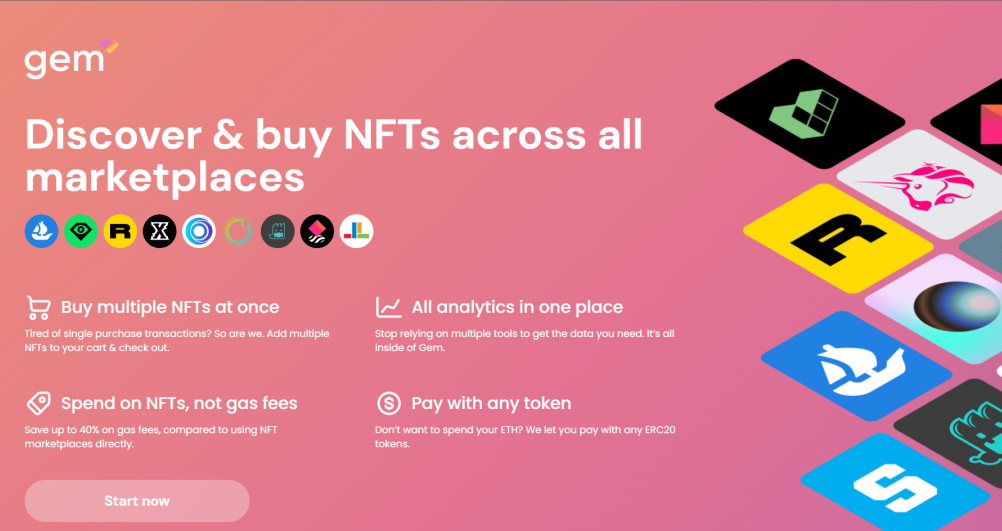 gem
Discover & buy NFTs across all
marketplaces
Buy multiple NFTs at once
Tired of single purchase transactions? So are we. Add multiple
NFTs to your cart & check out.
All analytics in one place
Stop relying on multiple tools to get the data you need. It's all
inside of Gem.
Spend on NFTs, not gas fees
Save up to 40% on gas fees, compared to using NFT
marketplaces directly.
Pay with any token
Don't want to spend your ETH? We let you pay with any ERC20
tokens.
Start now